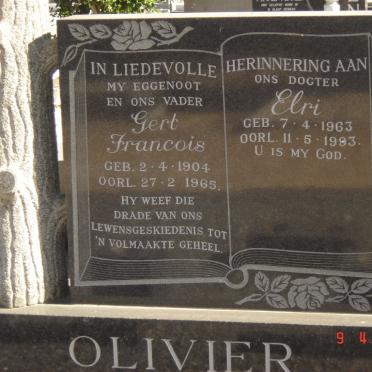 IN LIEDEVOLLE
MY EGGENOOT
EN ONS VADER
Gert
Francois
GEB. 2-4-1904
OORL. 27-2 1965.
HY WEEF DIE
DRADE VAN ONS
LEWENSGESKIEDENIS TOT
'N VOLMAAKTE GEHEEL.
HERINNERING AAN
ONS DOGTER
Elri
GEB. 7-4-1963
OORL. 11-5-1993.
U IS MY GOD.
OLIVIER
9 4